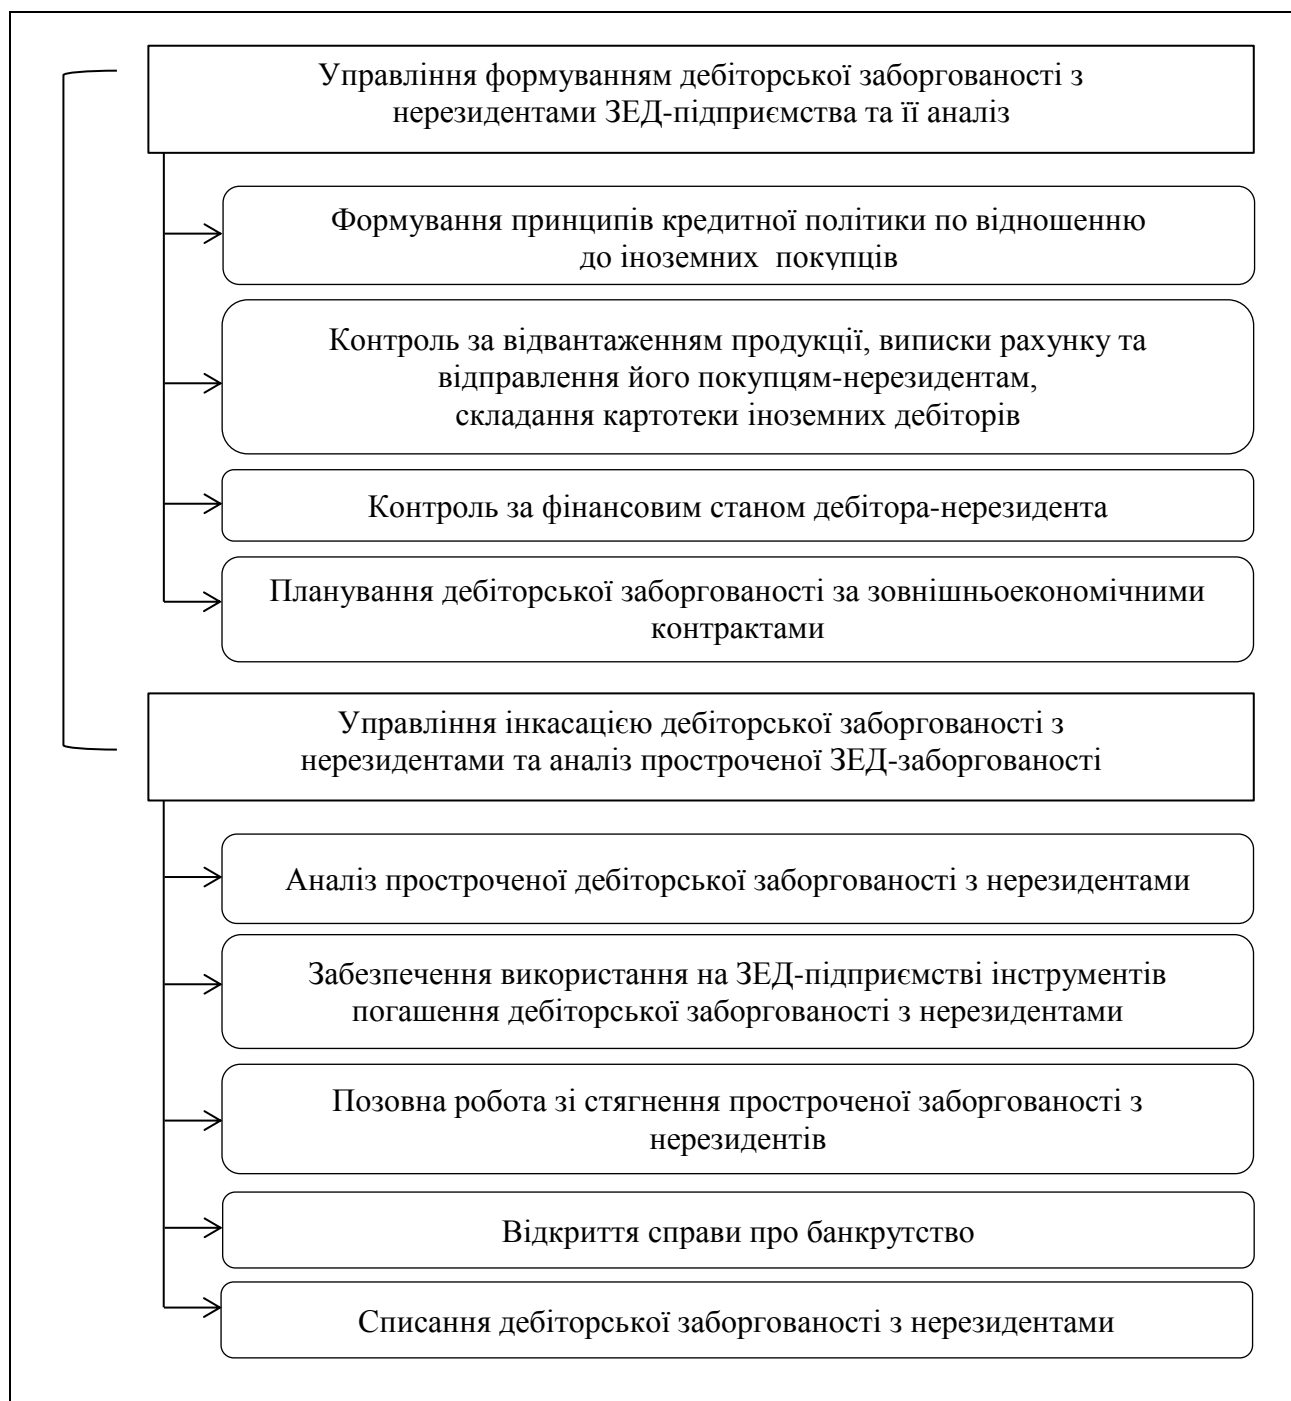 Управління формуванням дебіторської заборгованості з
нерезидентами ЗЕД-підприємства та її аналіз
Формування принципів кредитної політики по відношенню
до іноземних покупців
Контроль за відвантаженням продукції, виписки рахунку та
відправлення його покупцям-нерезидентам,
складання картотеки іноземних дебіторів
Контроль за фінансовим станом дебітора-нерезидента
Планування дебіторської заборгованості за зовнішньоекономічними
контрактами
Управління інкасацією дебіторської заборгованості з
нерезидентами та аналіз простроченої ЗЕД-заборгованості
Аналіз простроченої дебіторської заборгованості з нерезидентами
Забезпечення використання на ЗЕД-підприємстві інструментів
погашення дебіторської заборгованості з нерезидентами
Позовна робота зі стягнення простроченої заборгованості з
нерезидентів
Відкриття справи про банкрутство
Списання дебіторської заборгованості з нерезидентами